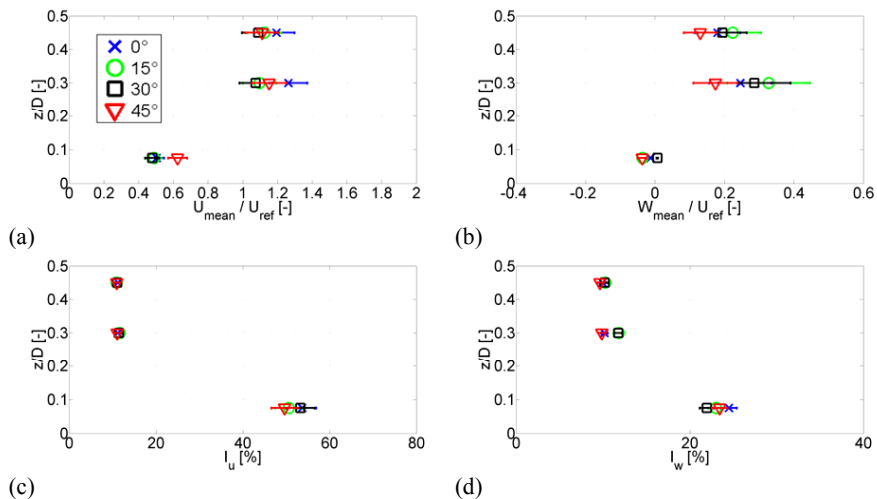 0.5
0.4
0.3
0.2
0.1
0
z/D [-]
0°
15°
30°
45°
0 0.2 0.4 0.6 0.8 1 1.2 1.4 1.6 1.8 2
U_mean / U_ref [-]
(a)
0.5
0.4
0.3
0.2
0.1
0
z/D [-]
-0.4 -0.2 0 0.2 0.4 0.6
W_mean / U_ref [-]
(b)
0.5
0.4
0.3
0.2
0.1
0
z/D [-]
0 20 40 60 80
I_u [%]
(c)
0.5
0.4
0.3
0.2
0.1
0
z/D [-]
0 20 40
I_w [%]
(d)